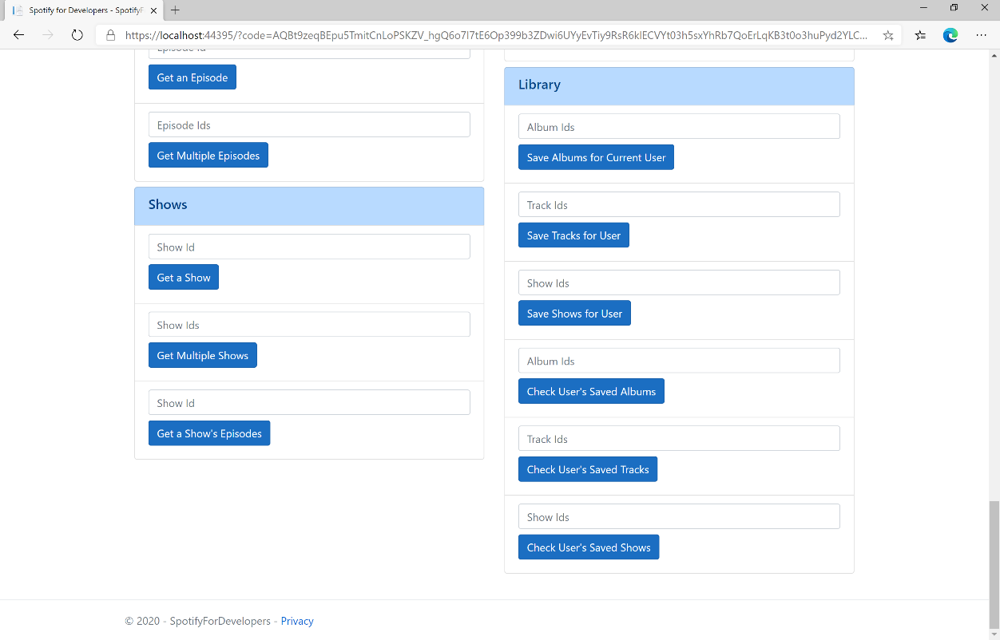 Spotify for Developers - SpotifyF
https://localhost:44395/?code=AQBt9zeqBEpu5TmitCnLoPSKZV_hgQ6o7I7tE6Op399b3ZDwi6UYyEvTiy9RsR6kIECVYt03h5sxYhRb7QoErLqKB3t0o3huPyd2YLC...
Episode Id
Get an Episode
Episode Ids
Get Multiple Episodes
Shows
Show Id
Get a Show
Show Ids
Get Multiple Shows
Show Id
Get a Show's Episodes
Library
Album Ids
Save Albums for Current User
Track Ids
Save Tracks for User
Show Ids
Save Shows for User
Album Ids
Check User's Saved Albums
Track Ids
Check User's Saved Tracks
Show Ids
Check User's Saved Shows
© 2020 - SpotifyForDevelopers - Privacy